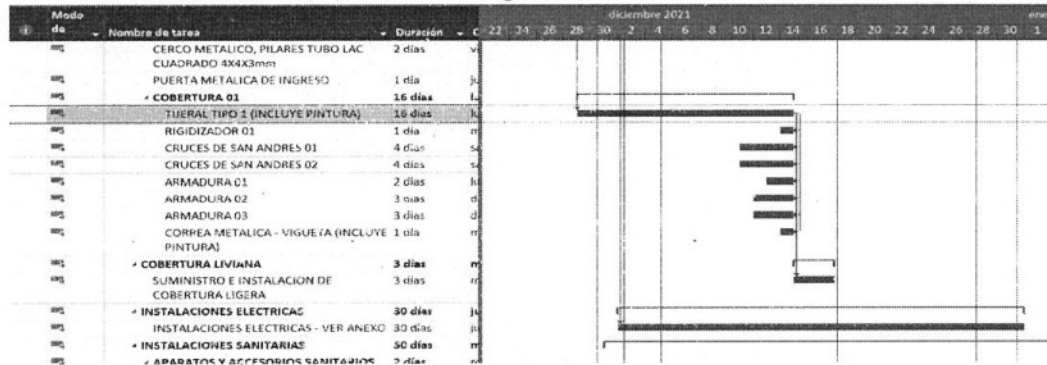 Modo de
Nombre de tarea
Duración
diciembre 2021
ene
22 24 26 28 30 2 4 6 8 10 12 14 16 18 20 22 24 26 28 30 1
CERCO METALICO, PILARES TUBO LAC 2 días
CUADRADO 4X4X3mm
PUERTA METALICA DE INGRESO 1 día
COBERTURA 01 16 días
TIJERAL TIPO 1 (INCLUYE PINTURA) 16 días
RIGIDIZADOR 01 1 día
CRUCES DE SAN ANDRES 01 4 días
CRUCES DE SAN ANDRES 02 4 días
ARMADURA 01 2 días
ARMADURA 02 3 días
ARMADURA 03 3 días
CORREA METALICA - VIGUETA (INCLUYE 1 día
PINTURA)
COBERTURA LIVIANA 3 días
SUMINISTRO E INSTALACION DE 3 días
COBERTURA LIGERA
INSTALACIONES ELECTRICAS 30 días
INSTALACIONES ELECTRICAS - VER ANEXO 30 días
INSTALACIONES SANITARIAS 50 días
APARATOS Y ACCESORIOS SANITARIOS 2 días